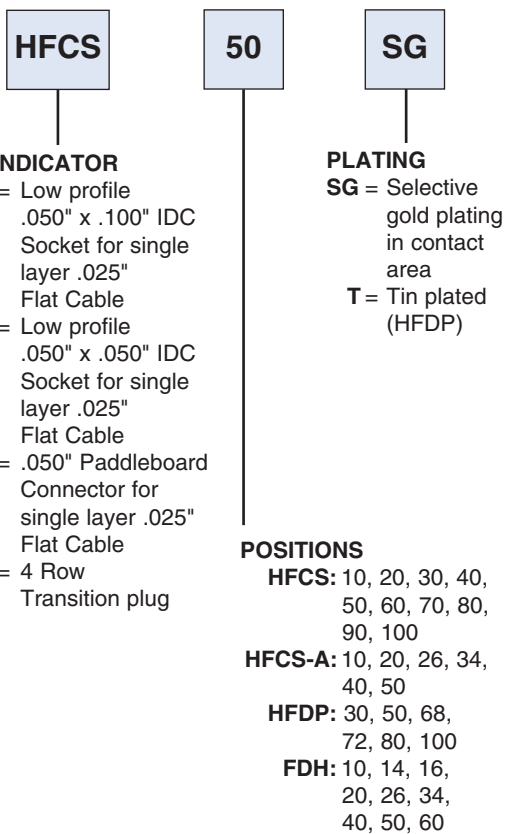 HFCS
50
SG
NDICATOR
= Low profile
.050" x .100" IDC
Socket for single
layer .025"
Flat Cable
= Low profile
.050" x .050" IDC
Socket for single
layer .025"
Flat Cable
= .050" Paddleboard
Connector for
single layer .025"
Flat Cable
= 4 Row
Transition plug
PLATING
SG = Selective
gold plating
in contact
area
T = Tin plated
(HFDP)
POSITIONS
HFCS: 10, 20, 30, 40,
50, 60, 70, 80,
90, 100
HFCS-A: 10, 20, 26, 34,
40, 50
HFDP: 30, 50, 68,
72, 80, 100
FDH: 10, 14, 16,
20, 26, 34,
40, 50, 60